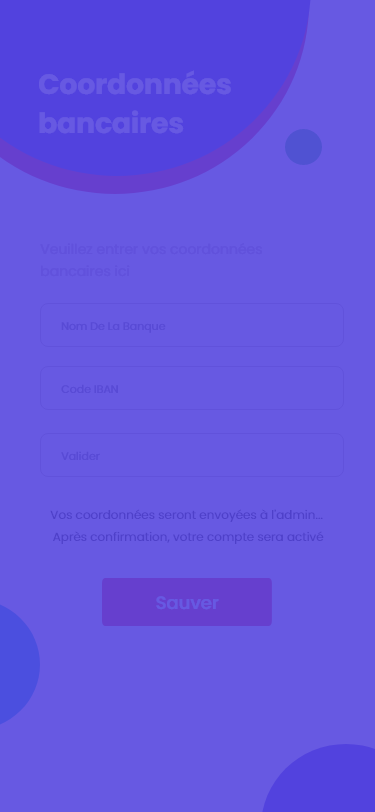 Coordonnées
bancaires
Veuillez entrer vos coordonnées
bancaires ici
Nom De La Banque
Code IBAN
Valider
Vos coordonnées seront envoyées à l'admin...
Après confirmation, votre compte sera activé
Sauver